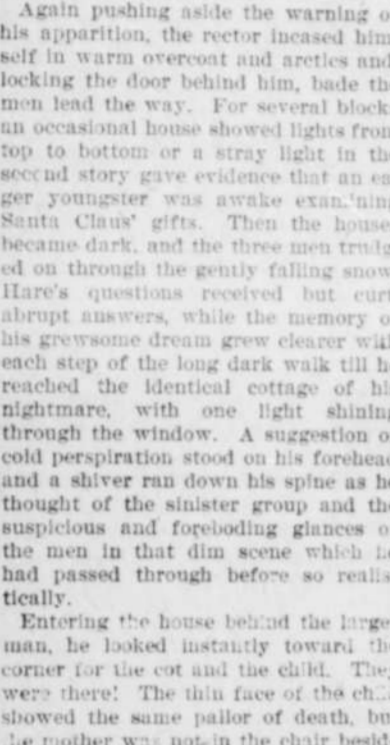 Again pushing aside the warning o
his apparition, the rector incased him
self in warm overcoat and arctics and
locking the door behind him, bade th
men lead the way. For several block
an occasional house showed lights from
top to bottom or a stray light in th
second story gave evidence that an ea
ger youngster was awake examining
Santa Claus' gifts. Then the house
became dark, and the three men trudg
ed on through the gently falling snow
Hare's questions received but curt
abrupt answers, while the memory o
his grewsome dream grew clearer with
each step of the long dark walk till h
reached the identical cottage of hi
nightmare, with one light shining
through the window. A suggestion o
cold perspiration stood on his forehead
and a shiver ran down his spine as he
thought of the sinister group and the
suspicious and foreboding glances o
the men in that dim scene which he
had passed through before so realis
tically.
Entering the house behind the large
man, he looked instantly toward th
corner for the cot and the child. They
were there! The thin face of the child
showed the same pallor of death, bu
the mother was not in the chair besid